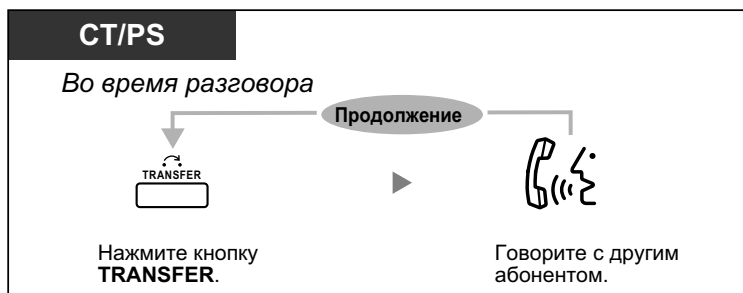 CT/PS
Во время разговора
Продолжение
TRANSFER
Нажмите кнопку
TRANSFER.
Говорите с другим
абонентом.